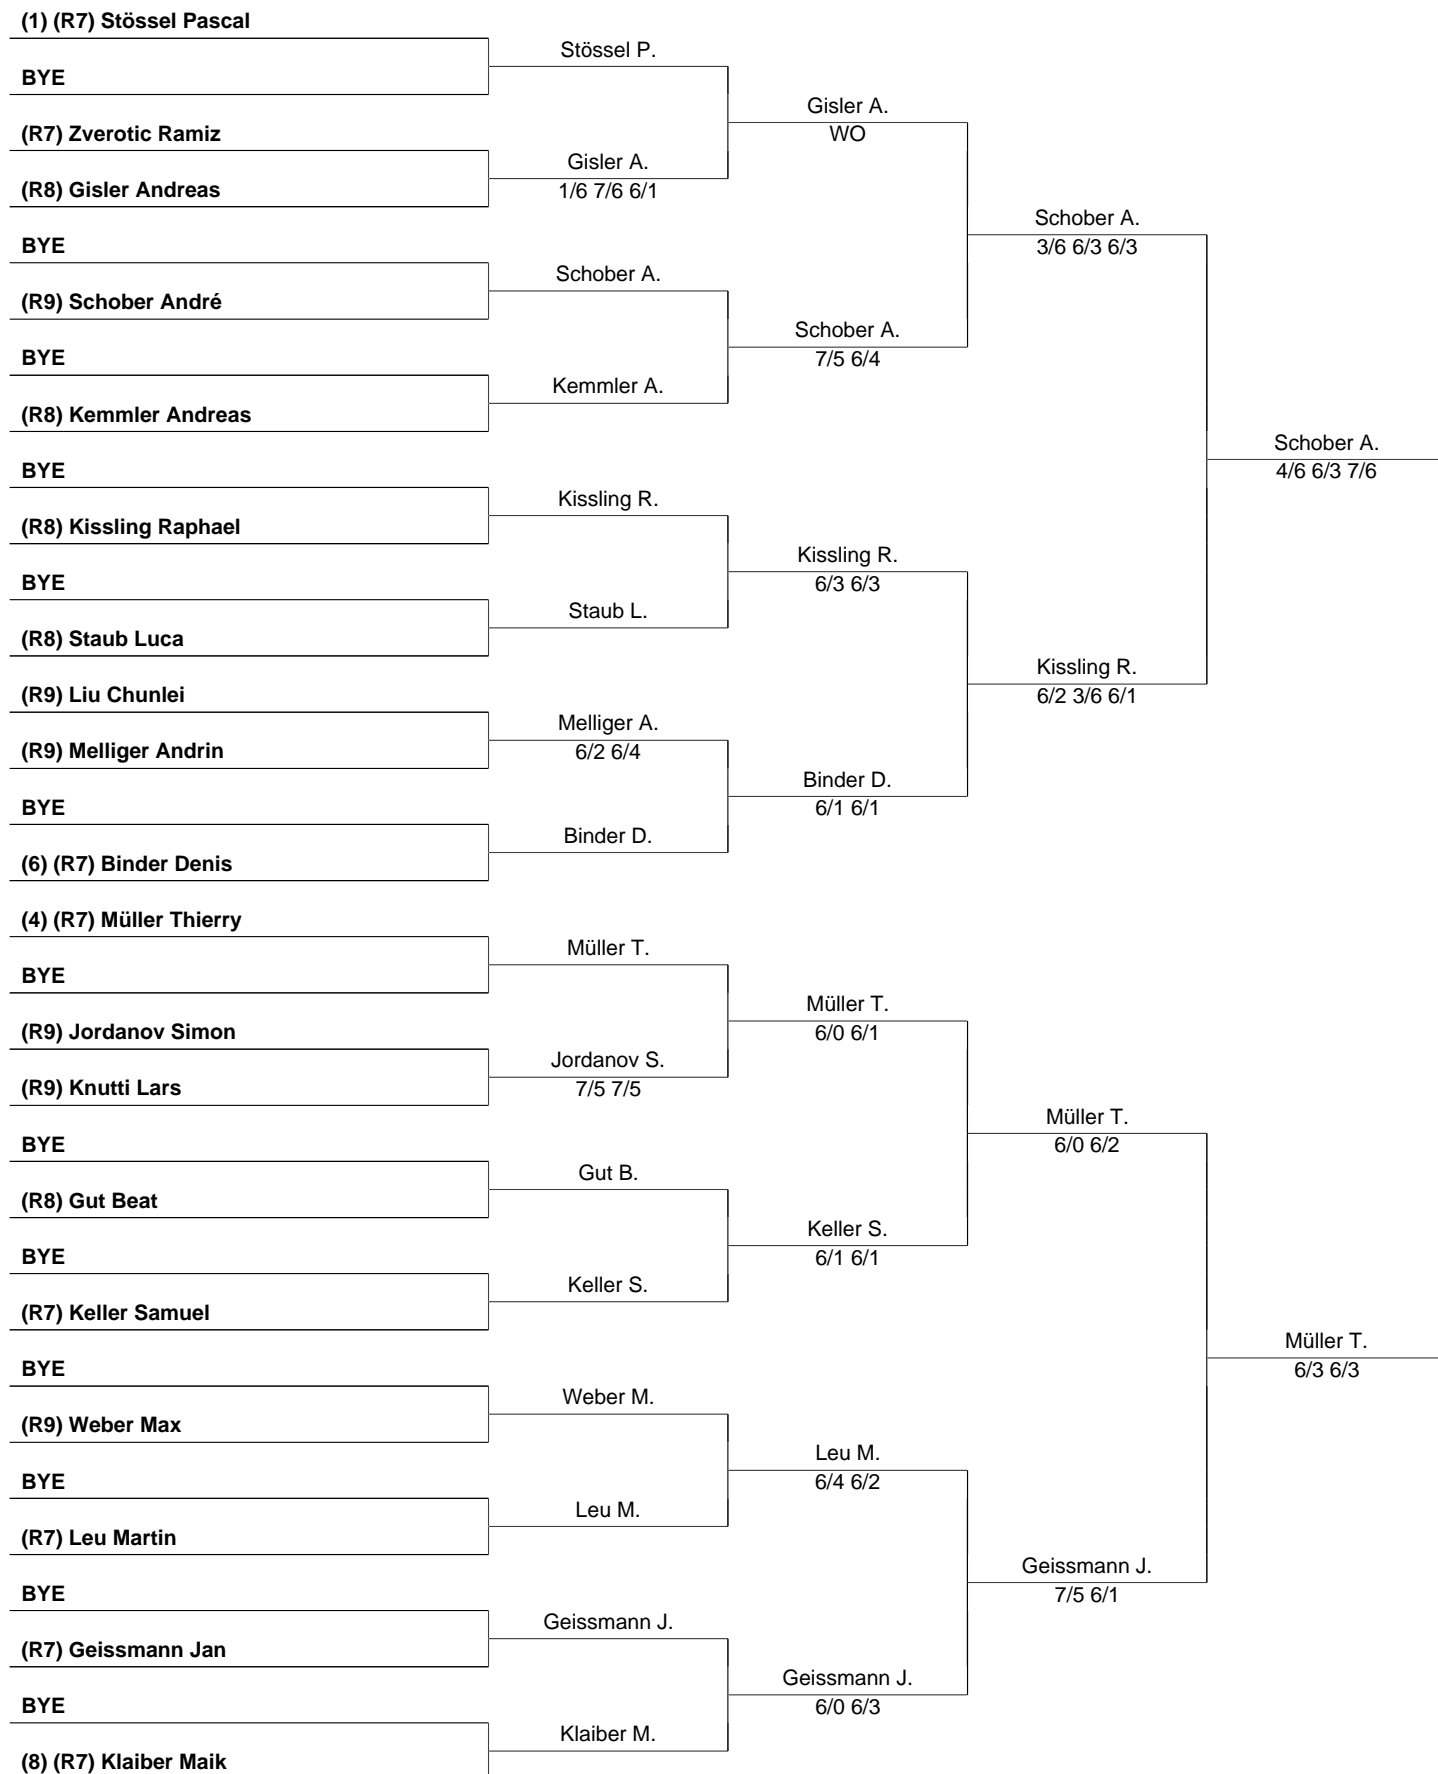 (1) (R7) Stössel Pascal
Stössel P.
BYE
Gisler A.
WO
(R7) Zverotic Ramiz
Gisler A.
1/6 7/6 6/1
(R8) Gisler Andreas
Schober A.
3/6 6/3 6/3
BYE
Schober A.
(R9) Schober André
Schober A.
7/5 6/4
BYE
Kemmler A.
(R8) Kemmler Andreas
Schober A.
4/6 6/3 7/6
BYE
Kissling R.
(R8) Kissling Raphael
Kissling R.
6/3 6/3
BYE
Staub L.
(R8) Staub Luca
Kissling R.
6/2 3/6 6/1
(R9) Liu Chunlei
Melliger A.
6/2 6/4
(R9) Melliger Andrin
Binder D.
6/1 6/1
BYE
Binder D.
(6) (R7) Binder Denis
(4) (R7) Müller Thierry
Müller T.
BYE
Müller T.
6/0 6/1
(R9) Jordanov Simon
Jordanov S.
7/5 7/5
(R9) Knutti Lars
Müller T.
6/0 6/2
BYE
Gut B.
(R8) Gut Beat
Keller S.
6/1 6/1
BYE
Keller S.
(R7) Keller Samuel
Müller T.
6/3 6/3
BYE
Weber M.
(R9) Weber Max
Leu M.
6/4 6/2
BYE
Leu M.
(R7) Leu Martin
Geissmann J.
7/5 6/1
BYE
Geissmann J.
(R7) Geissmann Jan
Geissmann J.
6/0 6/3
BYE
Klaiber M.
(8) (R7) Klaiber Maik